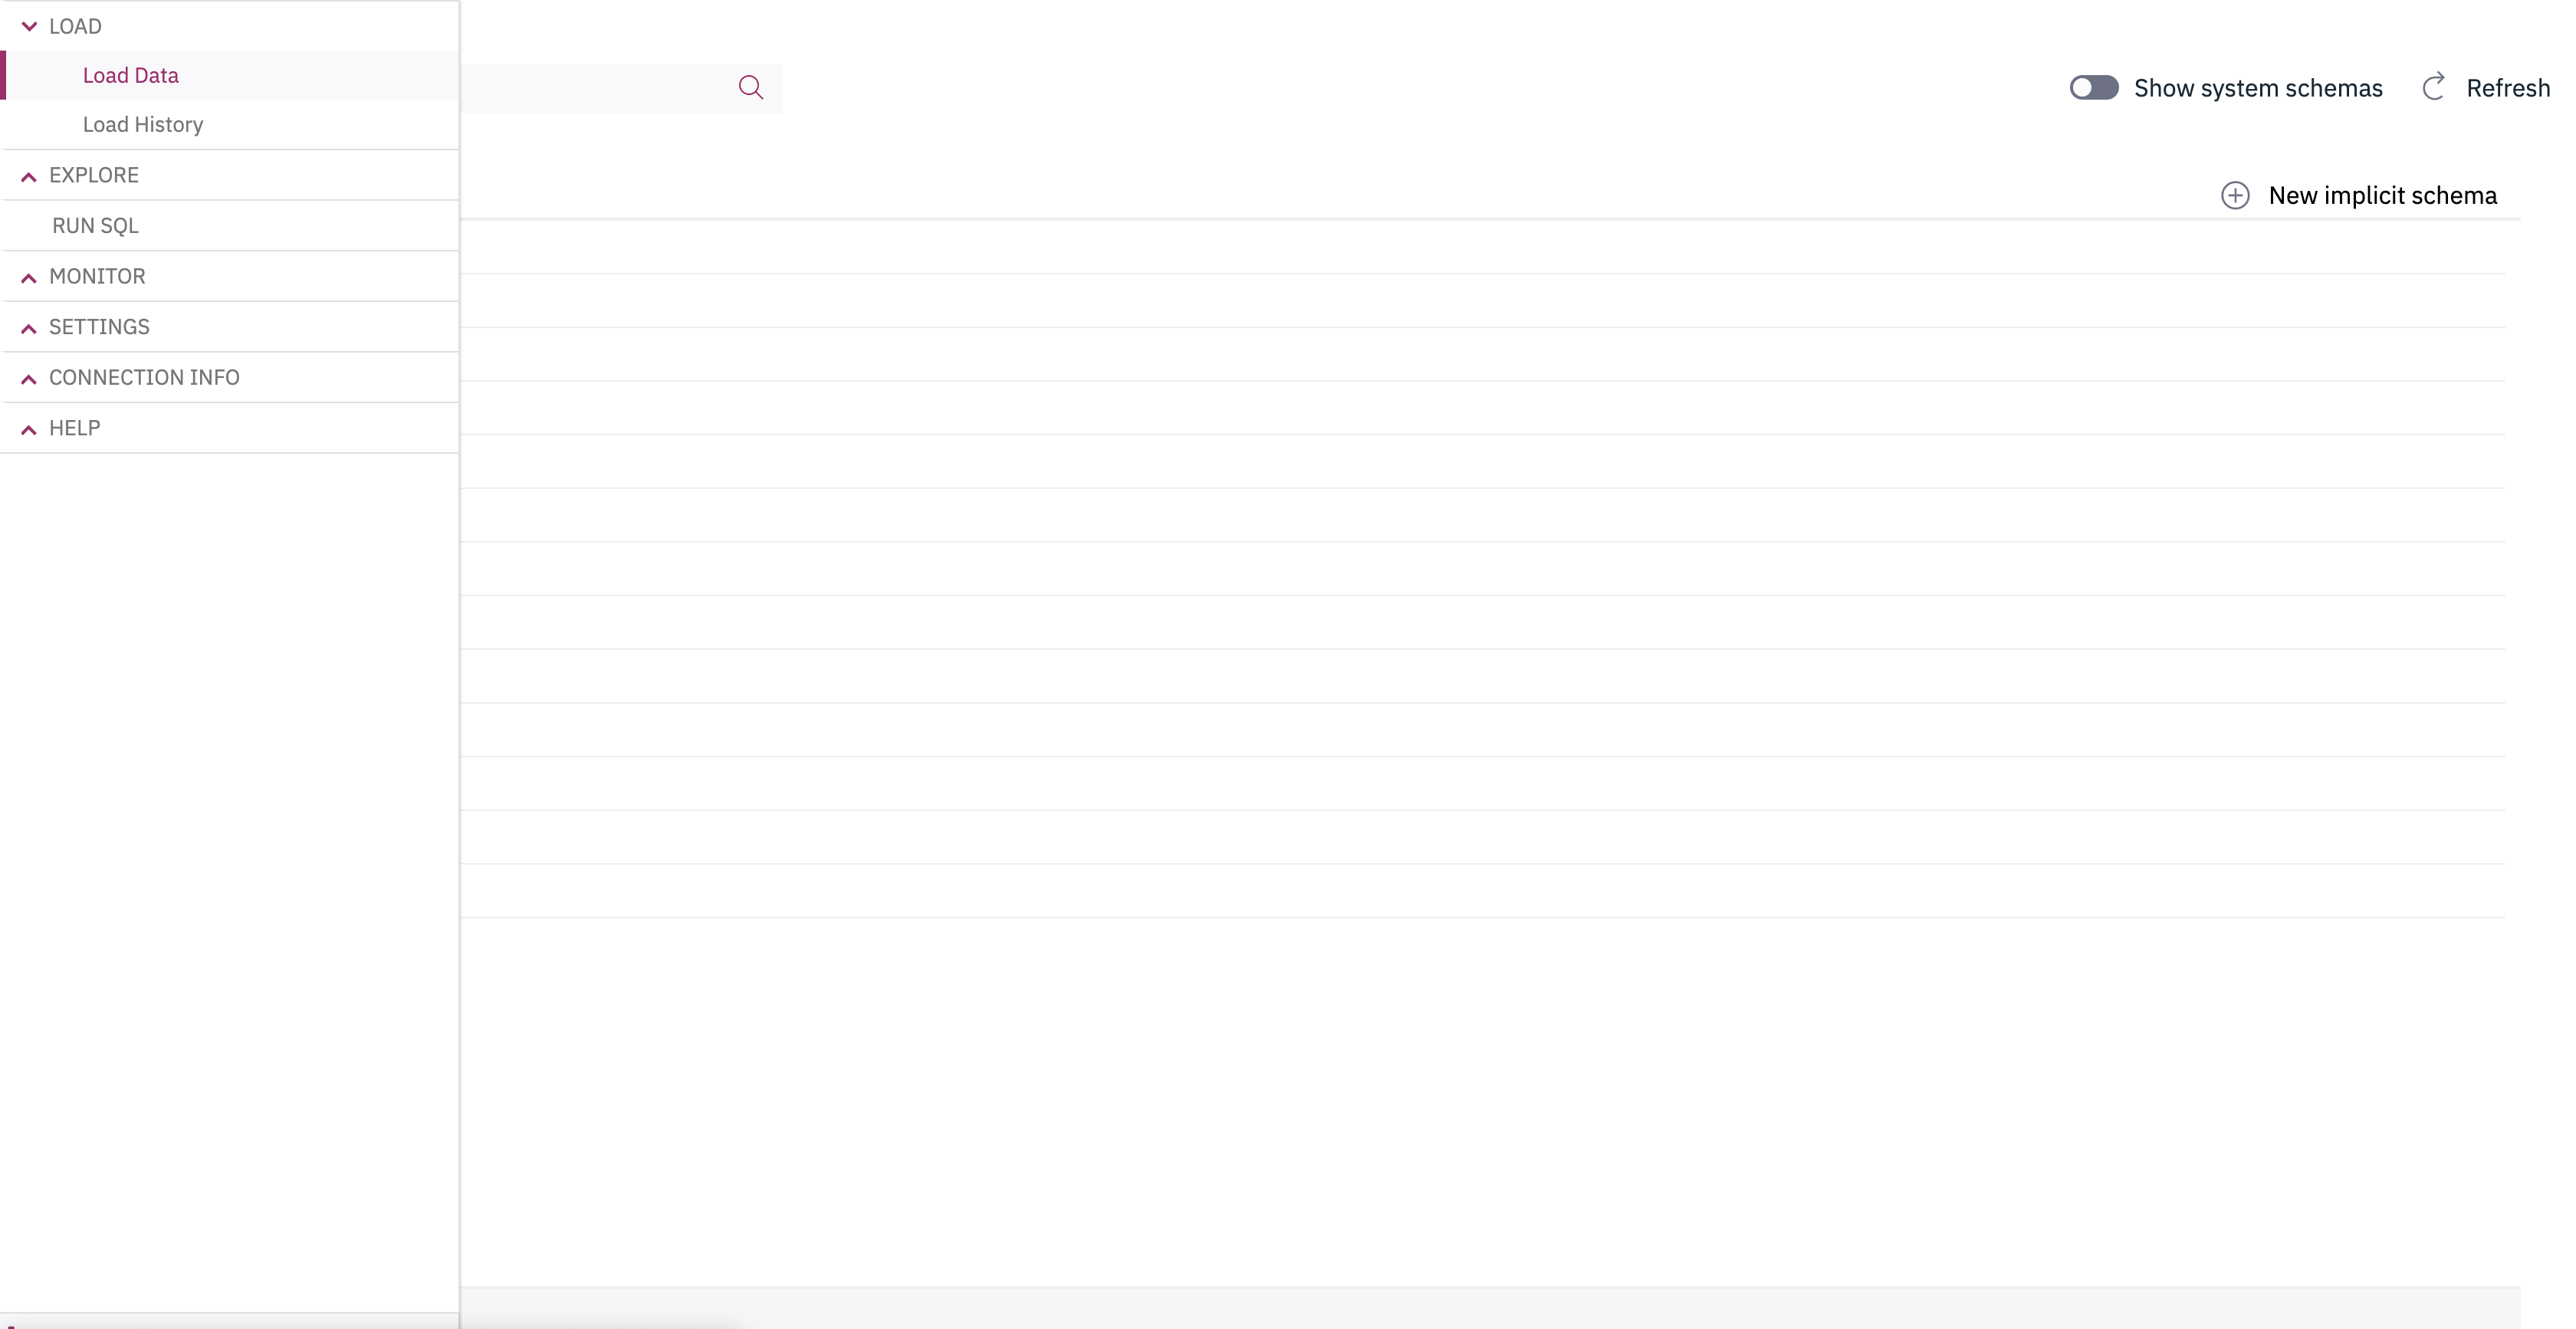 LOAD
Load Data
Load History
EXPLORE
RUN SQL
MONITOR
SETTINGS
CONNECTION INFO
HELP
Show system schemas
Refresh
New implicit schema